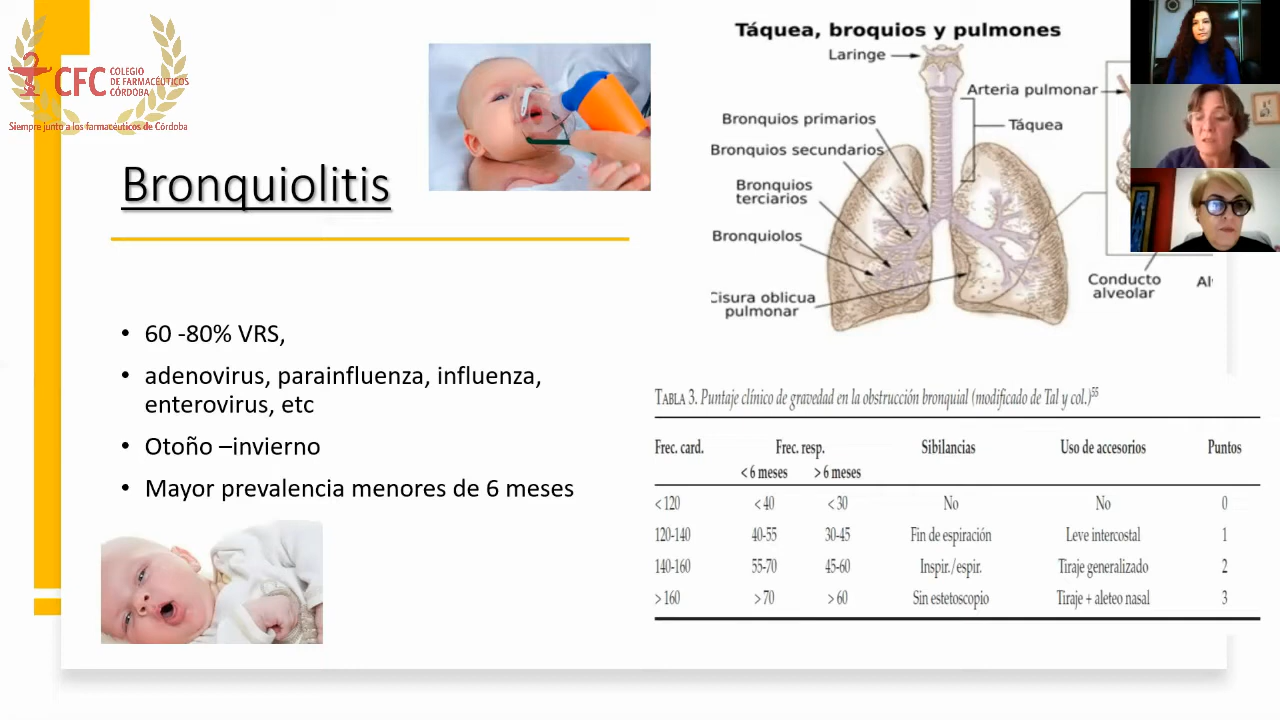 CFC COLEGIO
DE FARMACÉUTICOS
CÓRDOBA
Siempre junto a los farmacéuticos de Córdoba
Bronquiolitis
60 -80% VRS,
adenovirus, parainfluenza, influenza,
enterovirus, etc
Otoño –invierno
Mayor prevalencia menores de 6 meses
Táquea, broquios y pulmones
Laringe
Arteria pulmonar
Bronquios primarios
Táquea
Bronquios secundarios
Bronquios
terciarios
Bronquiolos
Cisura oblicua
pulmonar
Conducto
alveolar
Al
TABLA 3. Puntaje clínico de gravedad en la obstrucción bronquial (modificado de Tal y col.)55
Frec. card. Frec. resp. Sibilancias Uso de accesorios Puntos
< 6 meses > 6 meses
< 120 < 40 < 30 No No 0
120-140 40-55 30-45 Fin de espiración Leve intercostal 1
140-160 55-70 45-60 Inspir./espir. Tiraje generalizado 2
> 160 > 70 > 60 Sin estetoscopio Tiraje + aleteo nasal 3